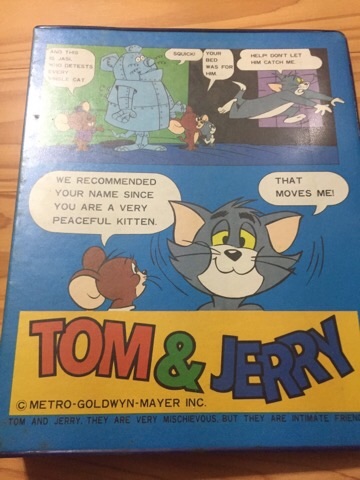 AND THIS
IS
WHO DETESTS
EVERY
SINGLE CAT
SQUICK!
YOUR
BED
WAS FOR
HIM
HELP! DON'T LET
HIM CATCH ME.
WE RECOMMENDED
YOUR NAME SINCE
YOU ARE A VERY
PEACEFUL KITTEN.
THAT
MOVES ME!
TOM & JERRY
© METRO-GOLDWYN-MAYER INC.
TOM AND JERRY. THEY ARE VERY MISCHIEVOUS. BUT THEY ARE INTIMATE FRIEN